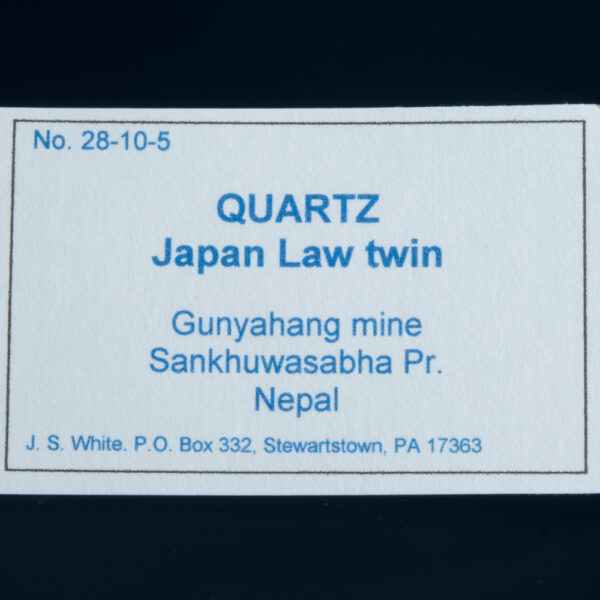 No. 28-10-5
QUARTZ
Japan Law twin
Gunyahang mine
Sankhuwasabha Pr.
Nepal
J. S. White. P.O. Box 332, Stewartstown, PA 17363